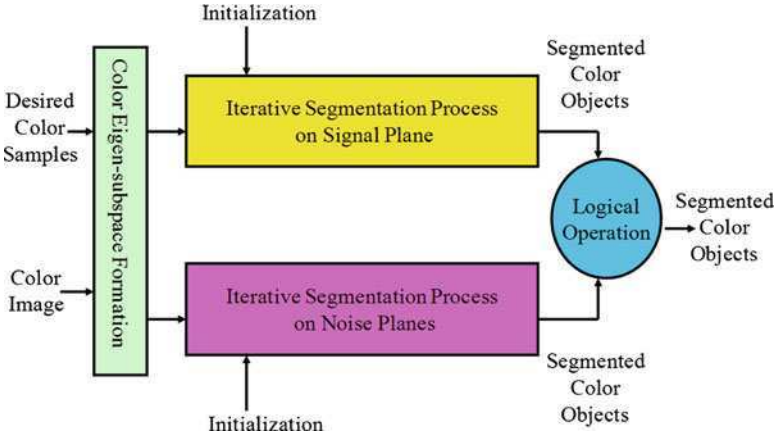 Initialization
Segmented
Color
Objects
Desired
Color
Samples
Color Eigen-subspace Formation
Iterative Segmentation Process
on Signal Plane
Logical
Operation
Segmented
Color
Objects
Color
Image
Iterative Segmentation Process
on Noise Planes
Segmented
Color
Objects
Initialization